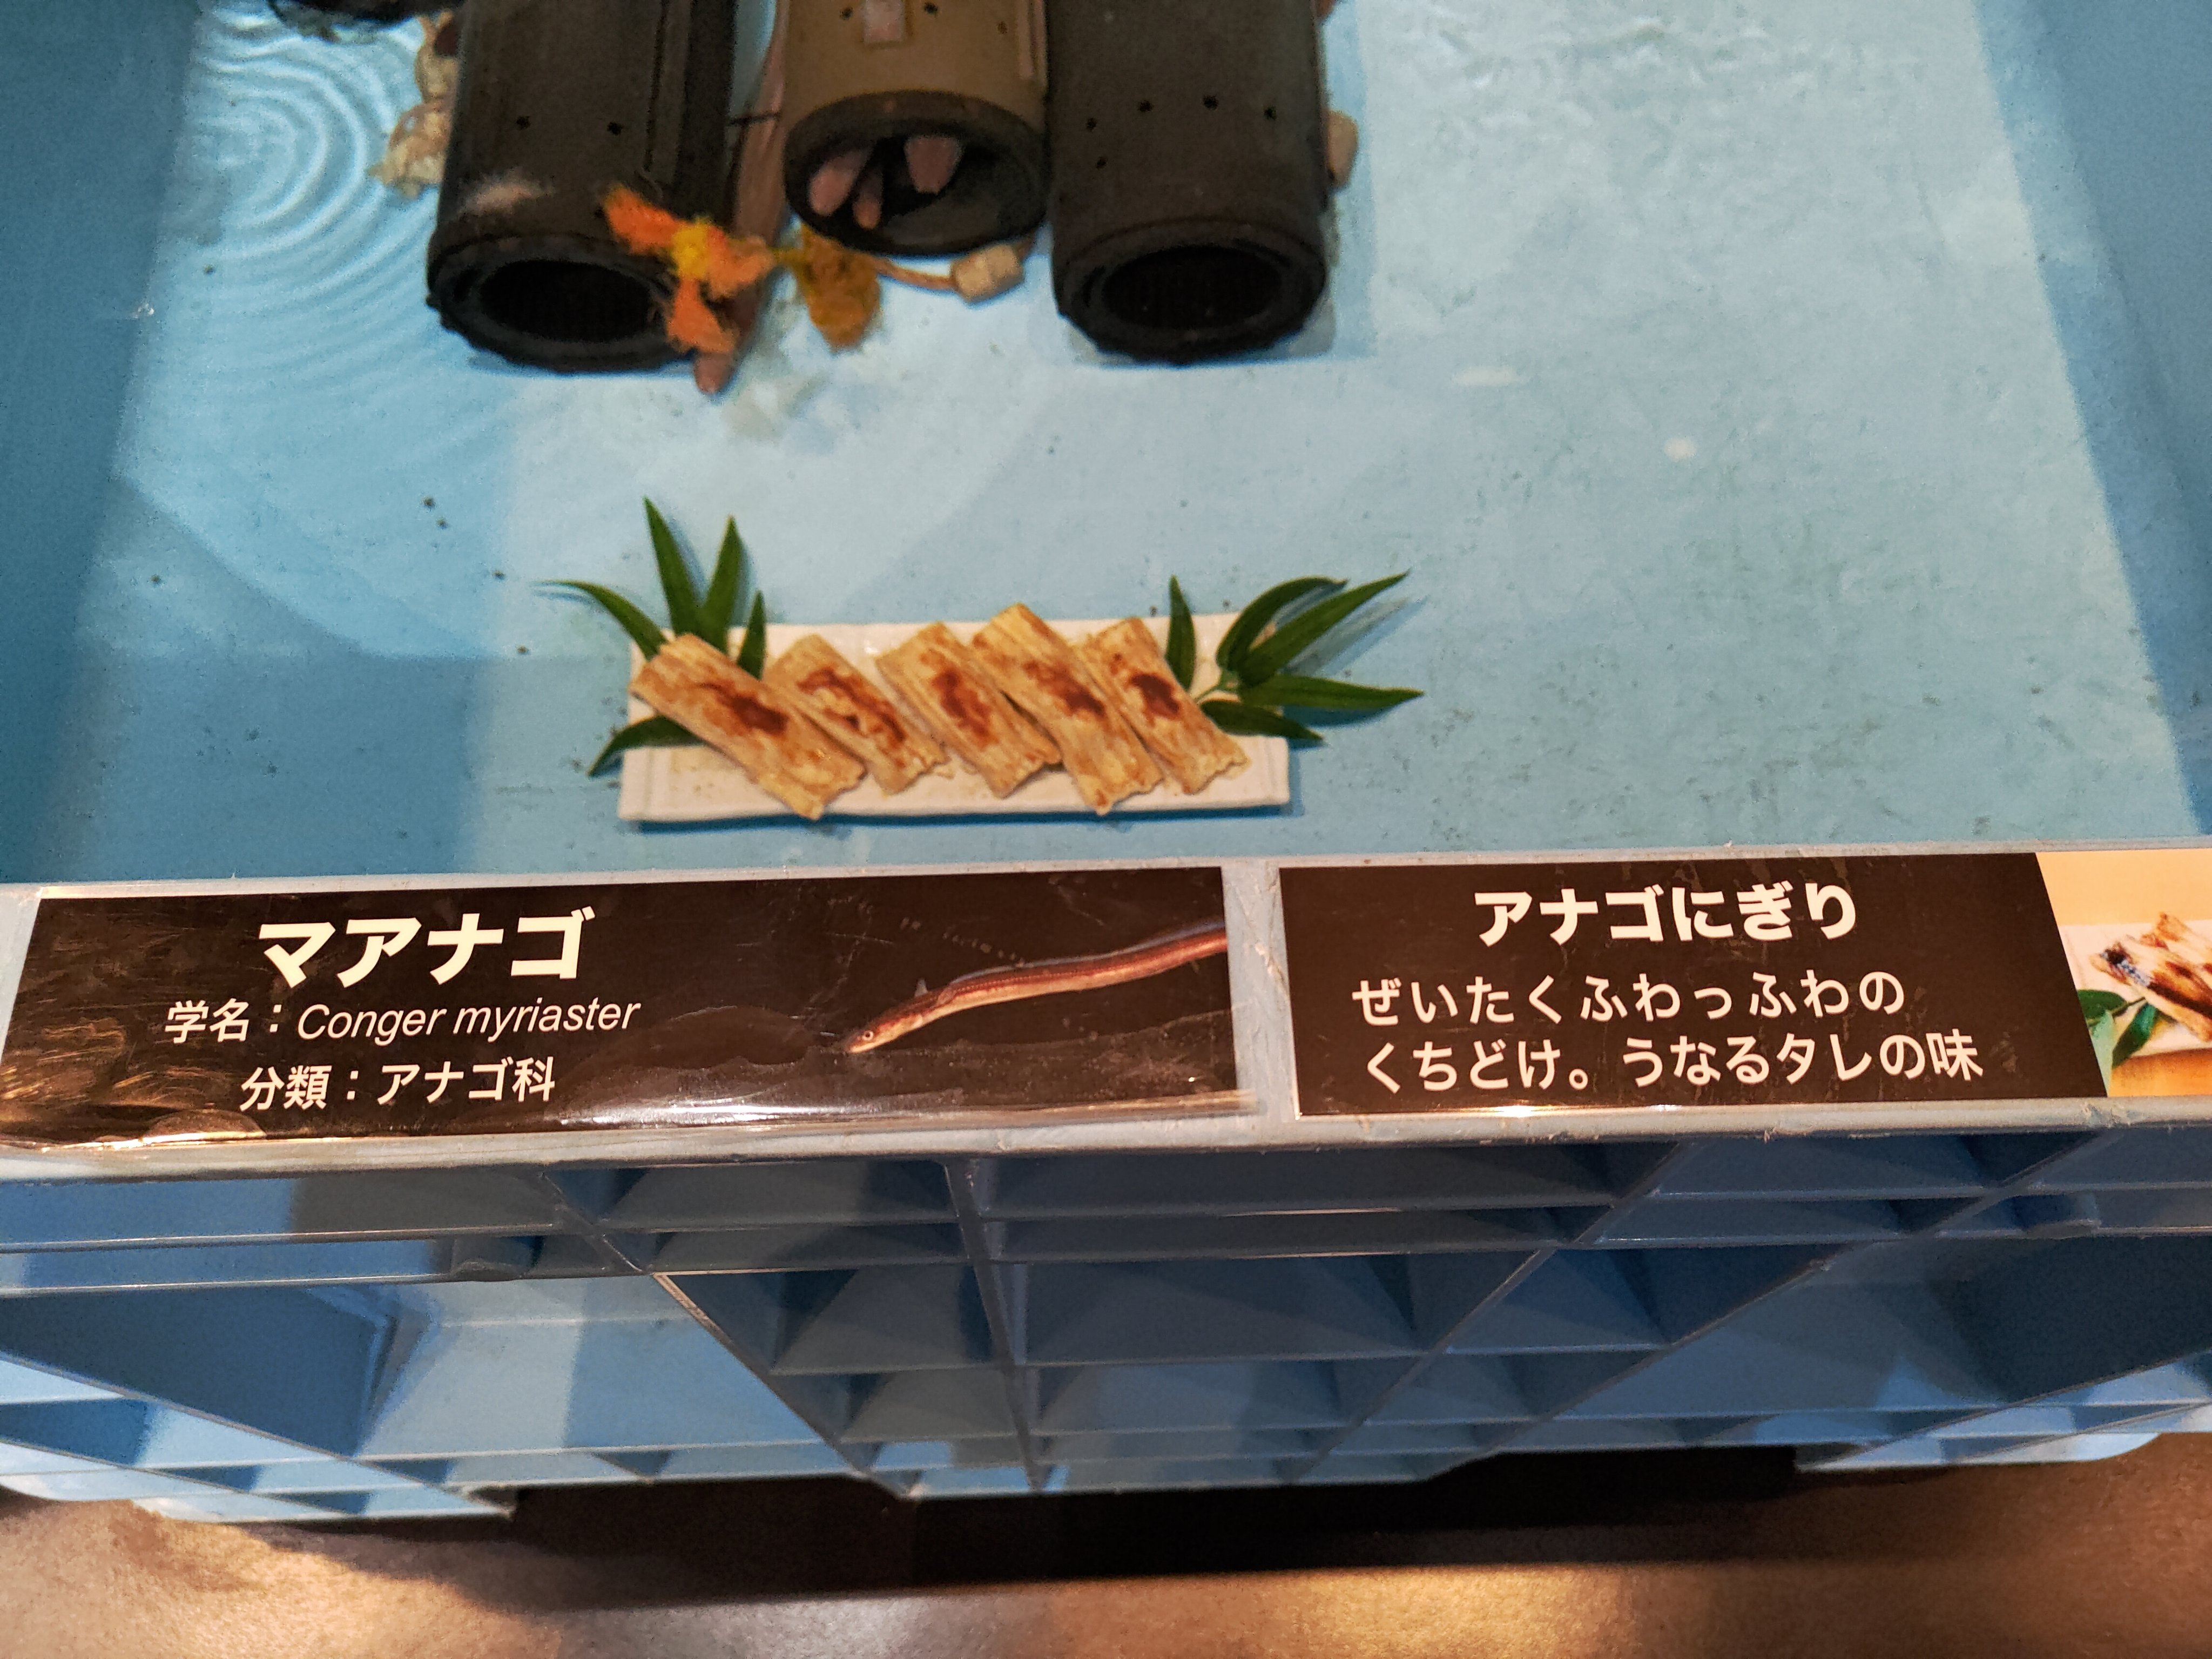 マアナゴ
学名：Conger myriaster
分類：アナゴ科
アナゴにぎり
ぜいたくふわっふわの
くちどけ。うなるタレの味